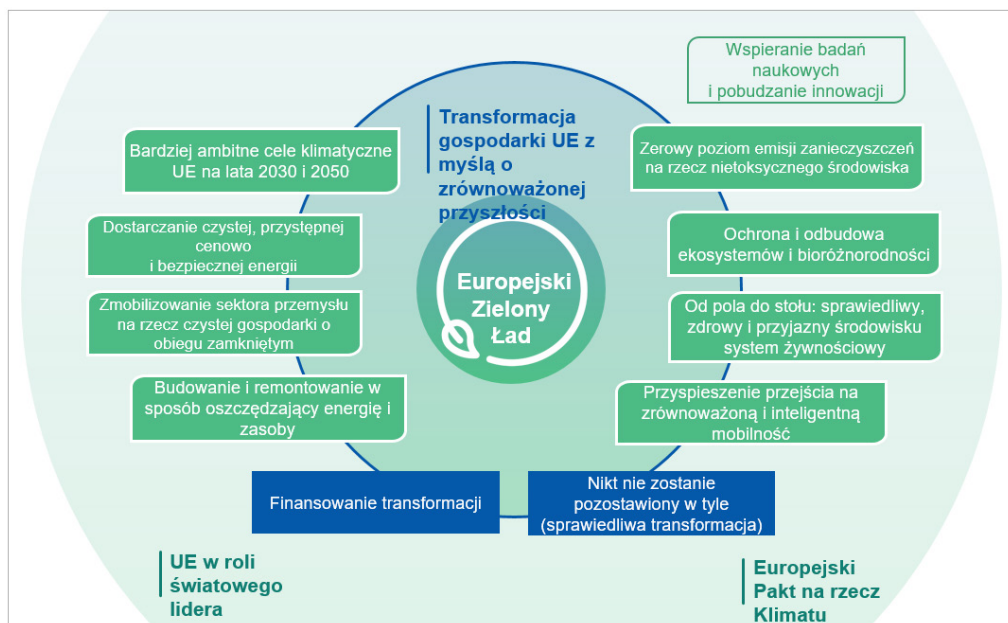 Wspieranie badań
naukowych
i pobudzanie innowacji
Transformacja
gospodarki UE z
myślą o
zrównoważonej
przyszłości
Bardziej ambitne cele klimatyczne
UE na lata 2030 i 2050
Zerowy poziom emisji zanieczyszczeń
na rzecz nietoksycznego środowiska
Dostarczanie czystej, przystępnej
cenowo
i bezpiecznej energii
Ochrona i odbudowa
ekosystemów i bioróżnorodności
Europejski
Zielony
Ład
Zmobilizowanie sektora przemysłu
na rzecz czystej gospodarki o
obiegu zamkniętym
Od pola do stołu: sprawiedliwy,
zdrowy i przyjazny środowisku
system żywnościowy
Budowanie i remontowanie w
sposób oszczędzający energię i
zasoby
Przyspieszenie przejścia na
zrównoważoną i inteligentną
mobilność
Finansowanie transformacji
Nikt nie zostanie
pozostawiony w tyle
(sprawiedliwa transformacja)
UE w roli
światowego
lidera
Europejski
Pakt na rzecz
Klimatu